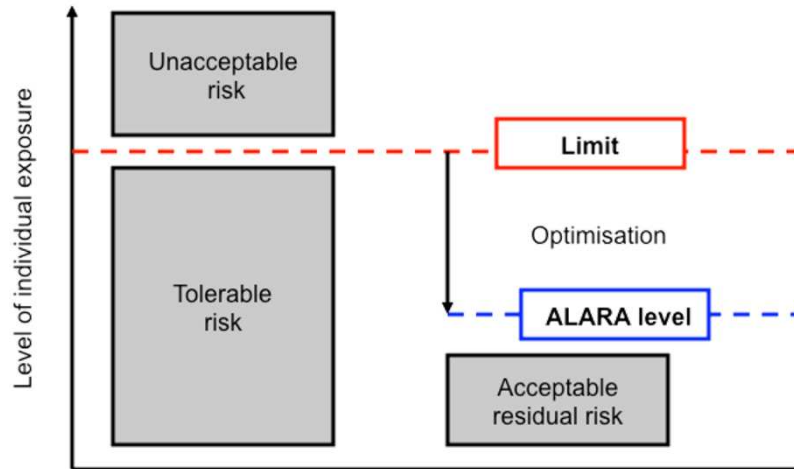 Level of individual exposure
Unacceptable
risk
Limit
Optimisation
Tolerable
risk
ALARA level
Acceptable
residual risk